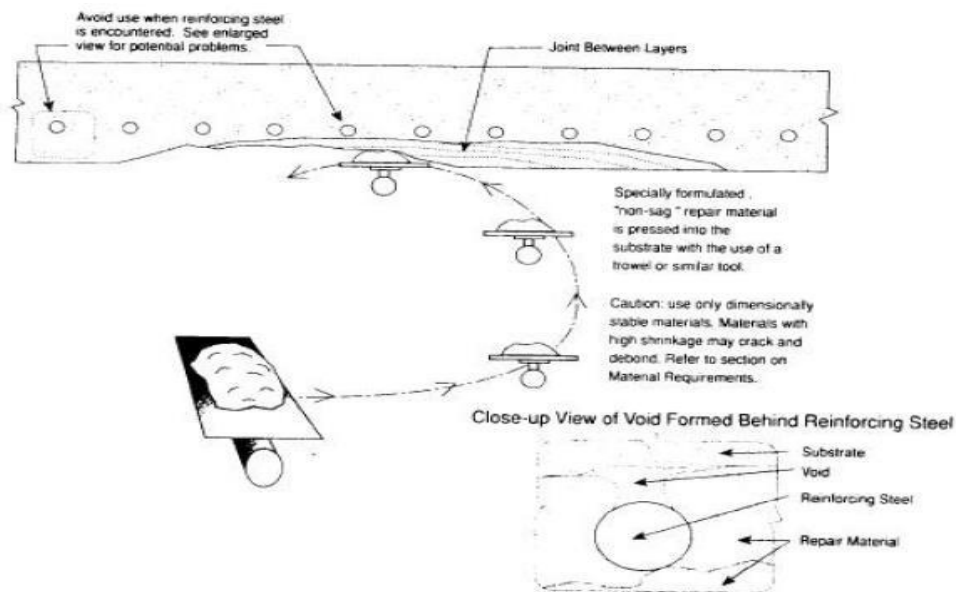 Avoid use when reinforcing steel
is encountered. See enlarged
view for potential problems.
Joint Between Layers
Specially formulated,
"non-sag" repair material
is pressed into the
substrate with the use of a
trowel or similar tool.
Caution: use only dimensionally
stable materials. Materials with
high shrinkage may crack and
debond. Refer to section on
Material Requirements.
Close-up View of Void Formed Behind Reinforcing Steel
Substrate
Void
Reinforcing Steel
Repair Material